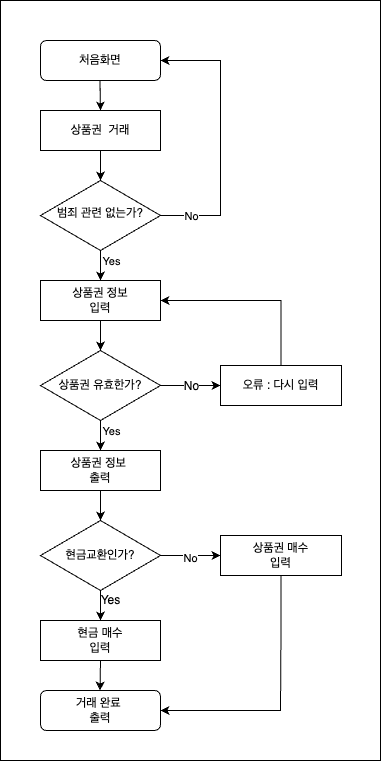 처음화면
상품권 거래
범죄 관련 없는가?
No
Yes
상품권 정보
입력
상품권 유효한가?
No
오류 : 다시 입력
Yes
상품권 정보
출력
현금교환인가?
No
상품권 매수
입력
Yes
현금 매수
입력
거래 완료
출력